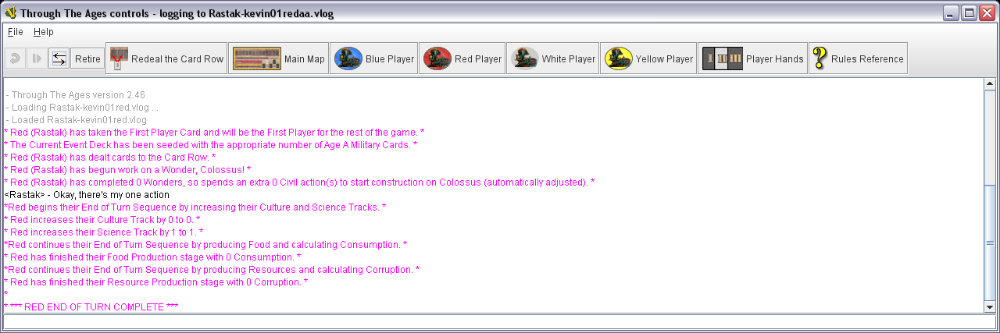 Through The Ages controls - logging to Rastak-kevin01redaa.vlog
File Help
Retire Redeal the Card Row Main Map Blue Player Red Player White Player Yellow Player I II III Player Hands ? Rules Reference
- Through The Ages version 2.46
- Loading Rastak-kevin01red.vlog ...
- Loaded Rastak-kevin01red.vlog
* Red (Rastak) has taken the First Player Card and will be the First Player for the rest of the game. *
* The Current Event Deck has been seeded with the appropriate number of Age A Military Cards. *
* Red (Rastak) has dealt cards to the Card Row. *
* Red (Rastak) has begun work on a Wonder, Colossus! *
* Red (Rastak) has completed 0 Wonders, so spends an extra 0 Civil action(s) to start construction on Colossus (automatically adjusted). *
<Rastak> - Okay, there's my one action
*Red begins their End of Turn Sequence by increasing their Culture and Science Tracks. *
* Red increases their Culture Track by 0 to 0. *
* Red increases their Science Track by 1 to 1. *
*Red continues their End of Turn Sequence by producing Food and calculating Consumption. *
* Red has finished their Food Production stage with 0 Consumption. *
*Red continues their End of Turn Sequence by producing Resources and calculating Corruption. *
* Red has finished their Resource Production stage with 0 Corruption. *
*
* *** RED END OF TURN COMPLETE ***